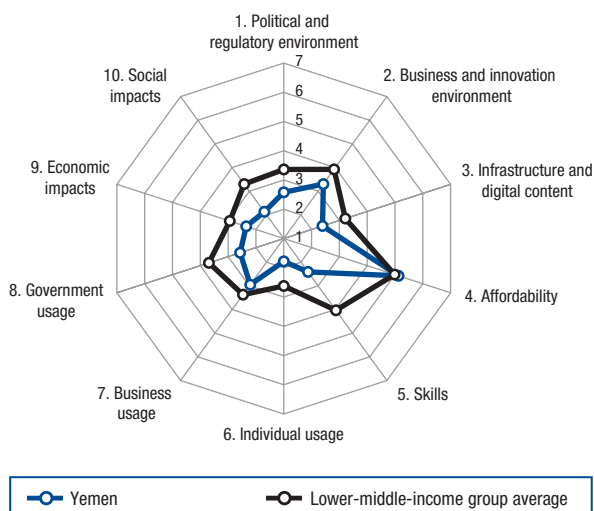 1. Political and
regulatory environment
7
6
5
4
3
2
1
2. Business and innovation
environment
3. Infrastructure and
digital content
4. Affordability
5. Skills
6. Individual usage
7. Business
usage
8. Government
usage
9. Economic
impacts
10. Social
impacts
Yemen
Lower-middle-income group average